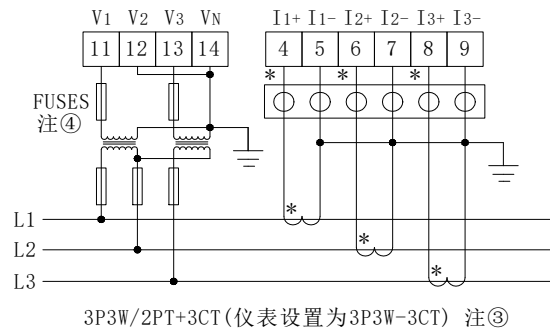 V1 V2 V3 VN I1+ I1- I2+ I2- I3+ I3-
11 12 13 14 4 5 6 7 8 9
* * *
FUSES
注④
*
L1
*
L2
*
L3
3P3W/2PT+3CT(仪表设置为3P3W-3CT) 注③